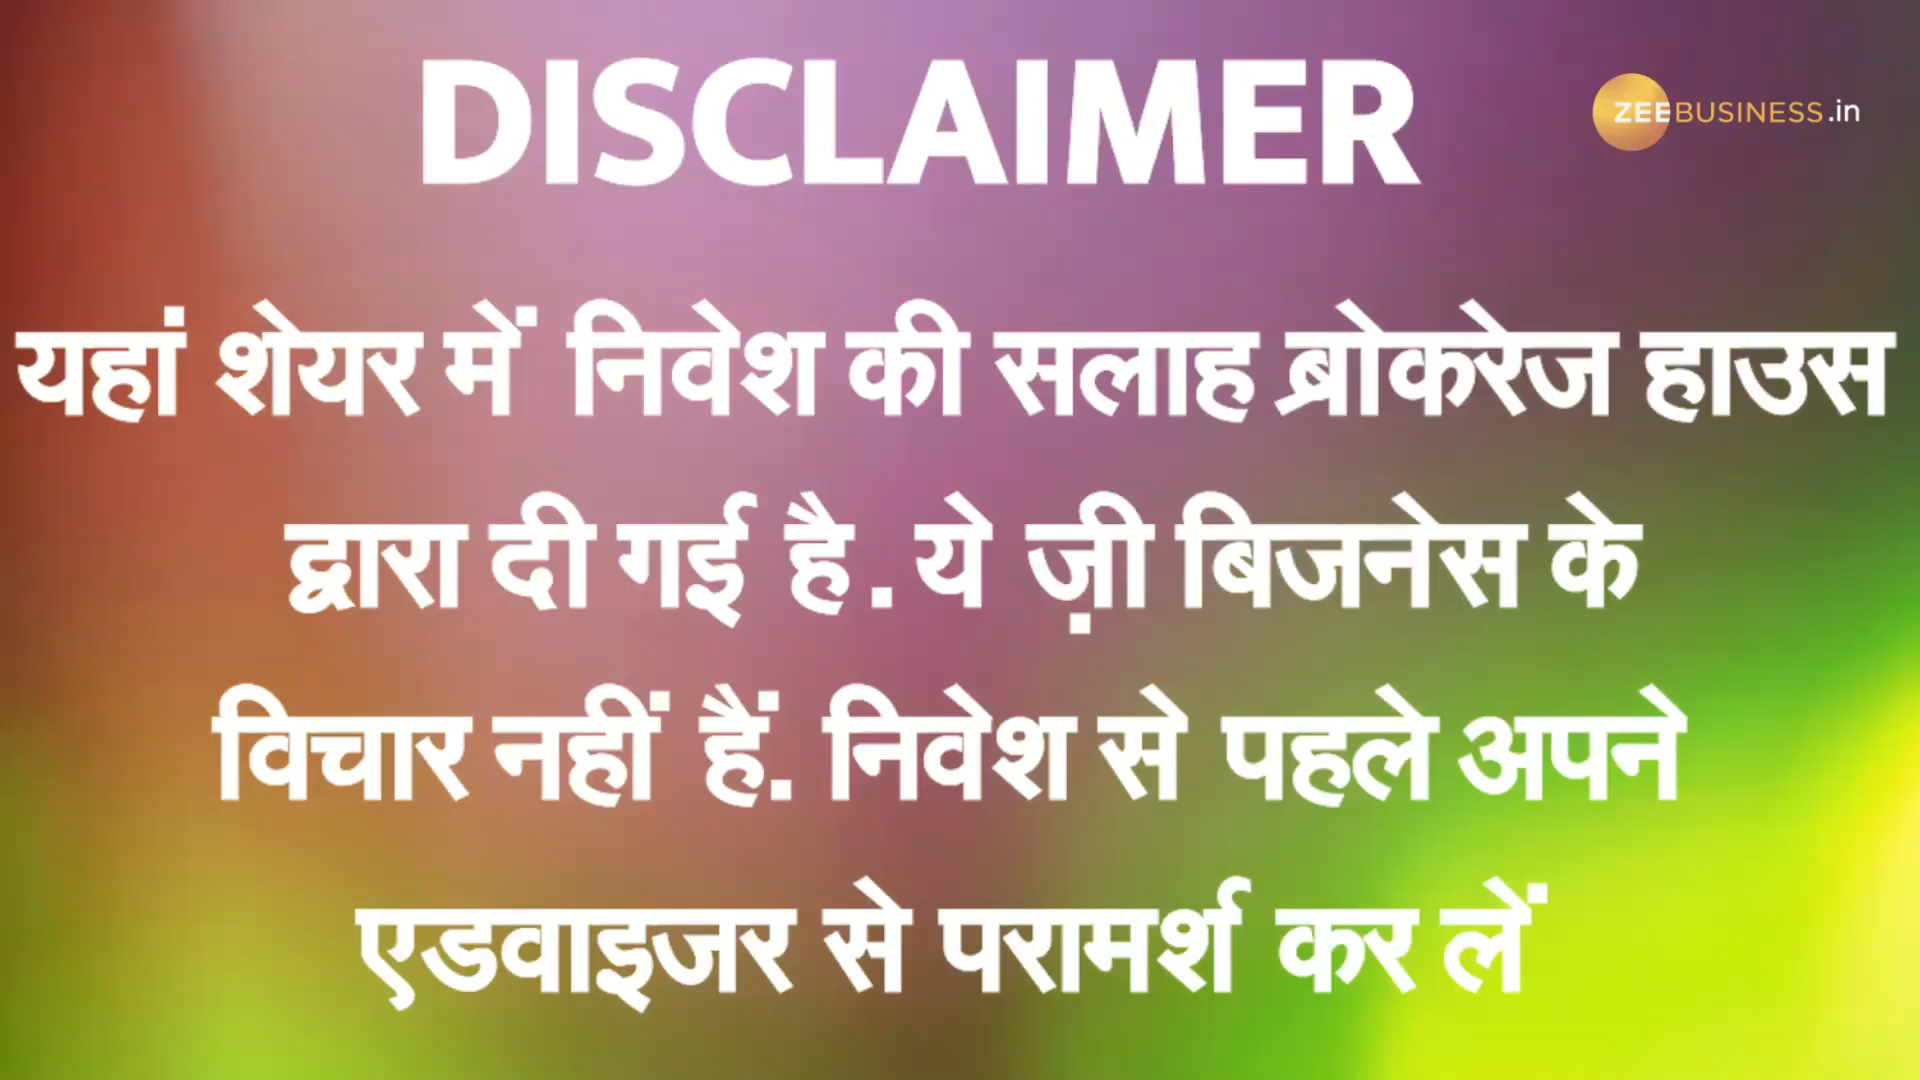 DISCLAIMER
ZEEBUSINESS.in
यहां शेयर में निवेश की सलाह ब्रोकरेज हाउस
द्वारा दी गई है . ये ज़ी बिजनेस के
विचार नहीं हैं. निवेश से पहले अपने
एडवाइजर से परामर्श कर लें